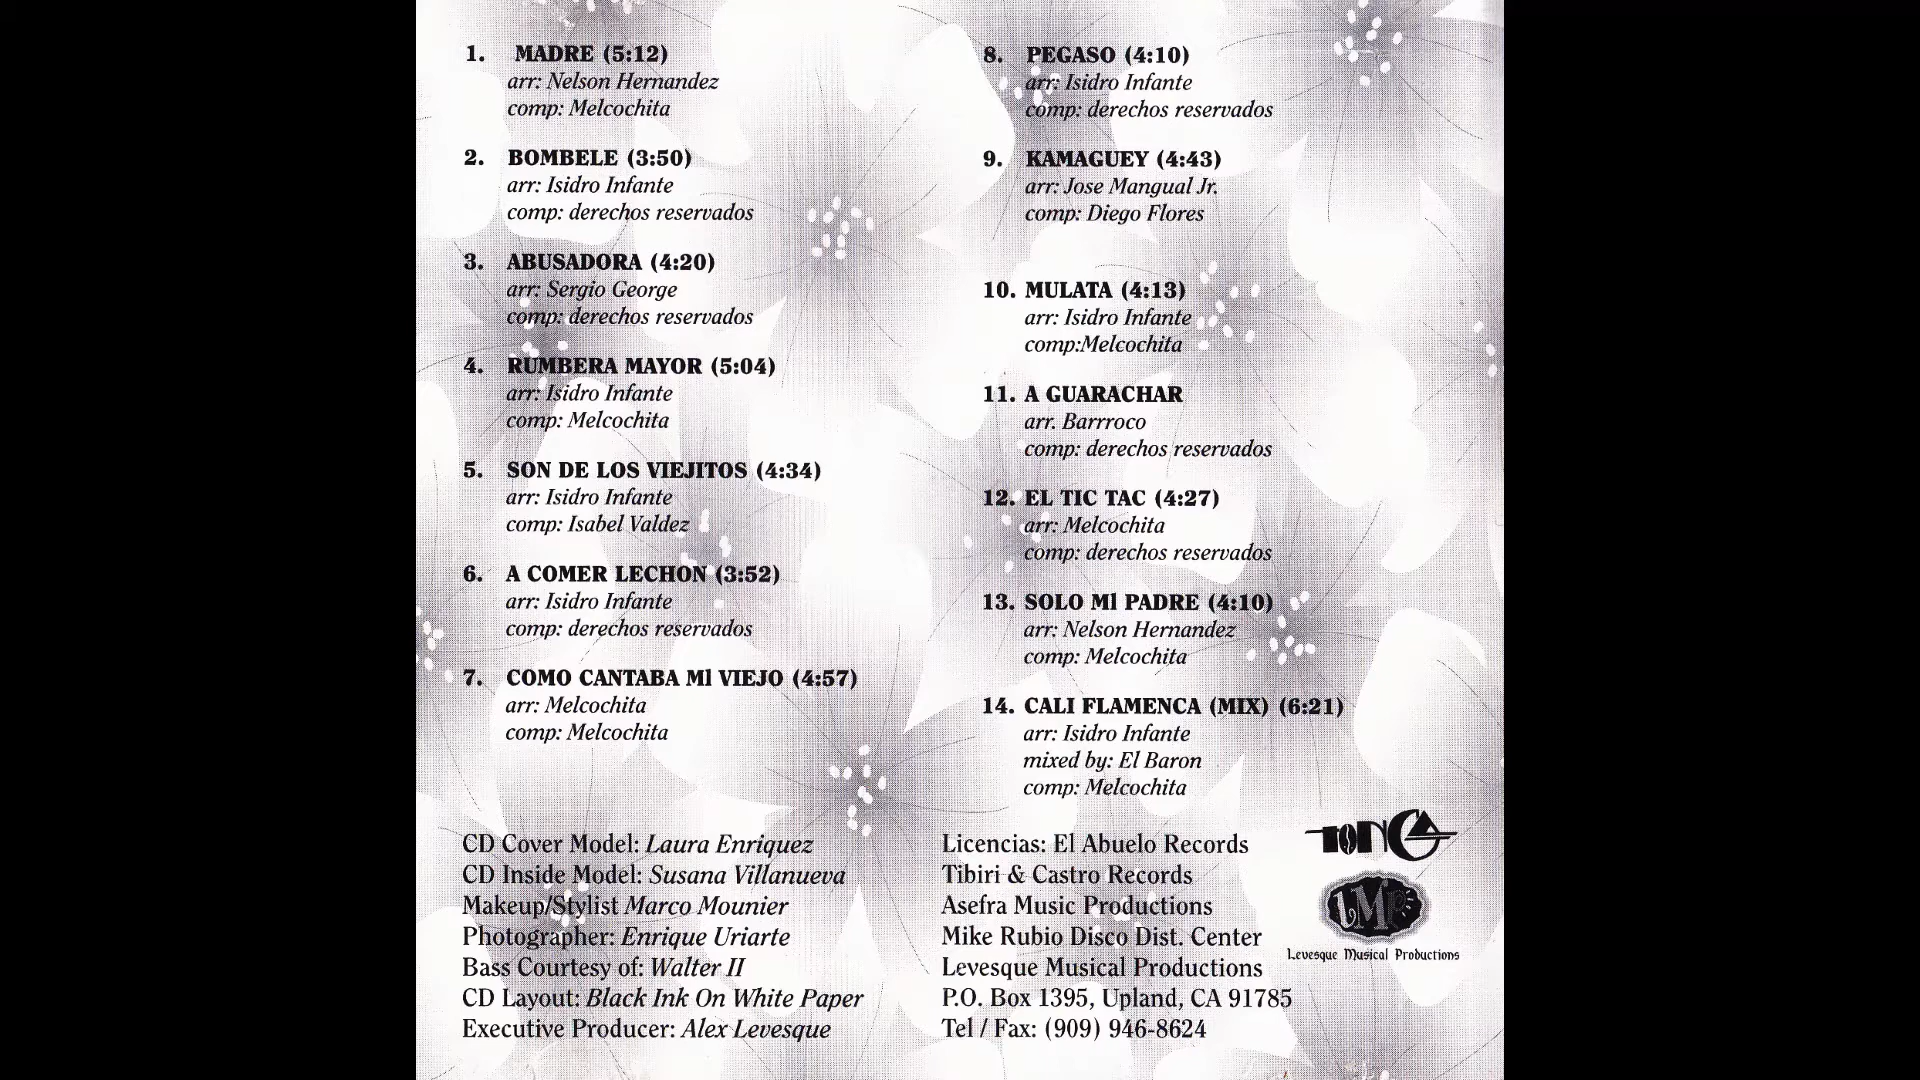 1. MADRE (5:12)
arr: Nelson Hernandez
comp: Melcochita
2. BOMBELE (3:50)
arr: Isidro Infante
comp: derechos reservados
3. ABUSADORA (4:20)
arr: Sergio George
comp: derechos reservados
4. RUMBERA MAYOR (5:04)
arr: Isidro Infante
comp: Melcochita
5. SON DE LOS VIEJITOS (4:34)
arr: Isidro Infante
comp: Isabel Valdez
6. A COMER LECHON (3:52)
arr: Isidro Infante
comp: derechos reservados
7. COMO CANTABA Ml VIEJO (4:57)
arr: Melcochita
comp: Melcochita
8. PEGASO (4:10)
arr: Isidro Infante
comp: derechos reservados
9. KAMAGUEY (4:43)
arr: Jose Mangual Jr.
comp: Diego Flores
10. MULATA (4:13)
arr: Isidro Infante
comp:Melcochita
11. A GUARACHAR
arr. Barrroco
comp: derechos reservados
12. EL TIC TAC (4:27)
arr: Melcochita
comp: derechos reservados
13. SOLO Ml PADRE (4:10)
arr: Nelson Hernandez
comp: Melcochita
14. CALI FLAMENCA (MIX) (6:21)
arr: Isidro Infante
mixed by: El Baron
comp: Melcochita
CD Cover Model: Laura Enriquez
CD Inside Model: Susana Villanueva
Makeup/Stylist Marco Mounier
Photographer: Enrique Uriarte
Bass Courtesy of: Walter II
CD Layout: Black Ink On White Paper
Executive Producer: Alex Levesque
Licencias: El Abuelo Records
Tibiri & Castro Records
Asefra Music Productions
Mike Rubio Disco Dist. Center
Levesque Musical Productions
P.O. Box 1395, Upland, CA 91785
Tel / Fax: (909) 946-8624
TONGA
LMP
Levesque Musical Productions